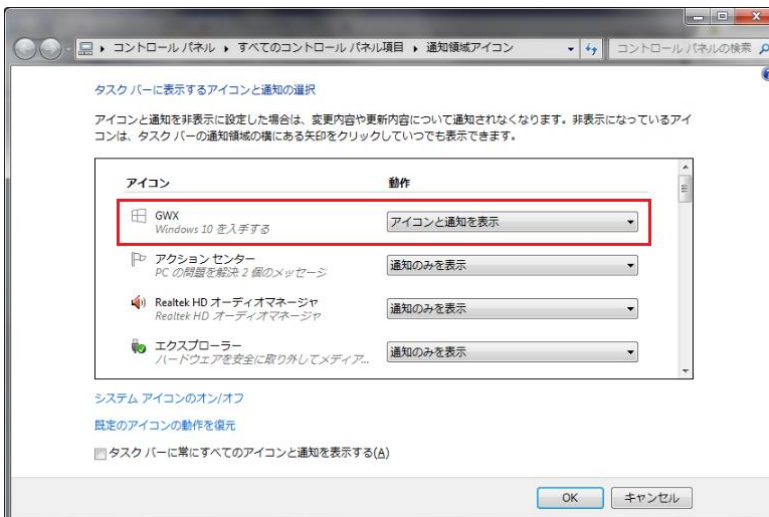 コントロール パネル ▸ すべてのコントロール パネル項目 ▸ 通知領域アイコン
コントロール パネルの検索
タスク バーに表示するアイコンと通知の選択
アイコンと通知を非表示に設定した場合は、変更内容や更新内容について通知されなくなります。非表示になっているアイ
コンは、タスク バーの通知領域の横にある矢印をクリックしていつでも表示できます。
アイコン 動作
GWX
Windows 10 を入手する
アイコンと通知を表示
アクション センター
PC の問題を解決 2 個のメッセージ
通知のみを表示
Realtek HD オーディオマネージャ
Realtek HD オーディオマネージャ
通知のみを表示
エクスプローラー
ハードウェアを安全に取り外してメディア...
通知のみを表示
システム アイコンのオン/オフ
既定のアイコンの動作を復元
タスク バーに常にすべてのアイコンと通知を表示する(A)
OK キャンセル